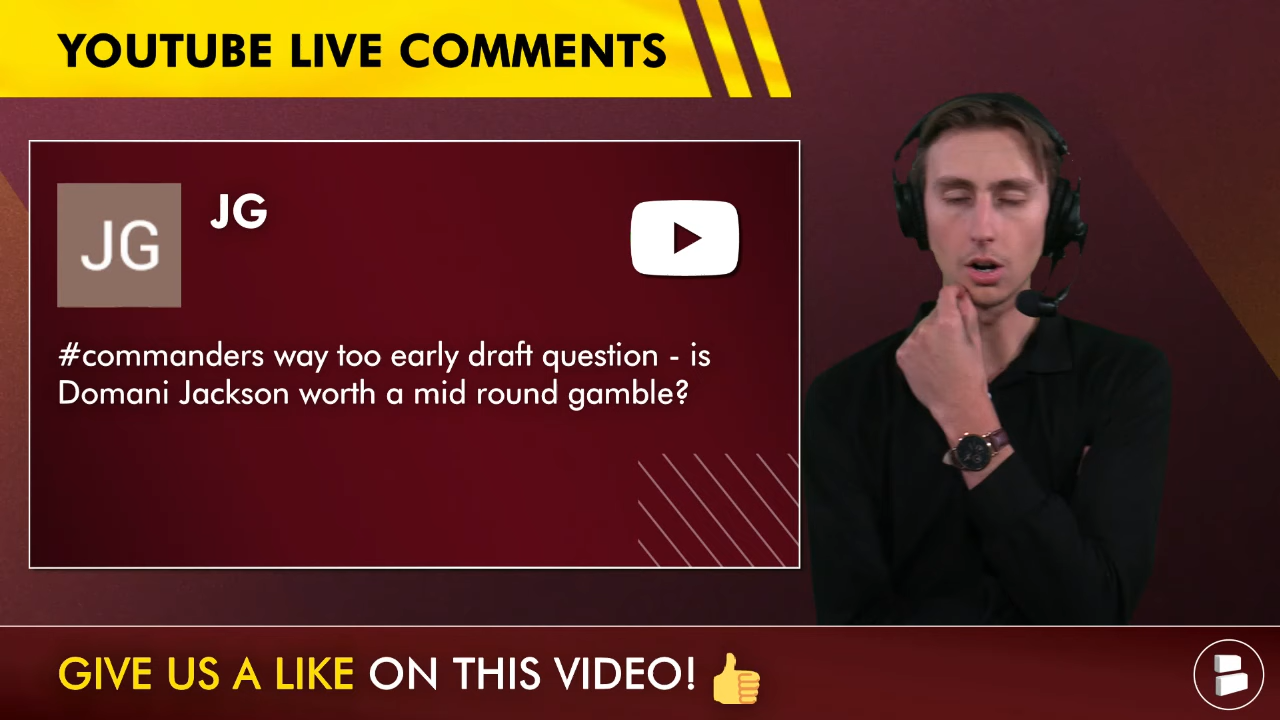 YOUTUBE LIVE COMMENTS
JG
JG
#commanders way too early draft question - is
Domani Jackson worth a mid round gamble?
GIVE US A LIKE ON THIS VIDEO!